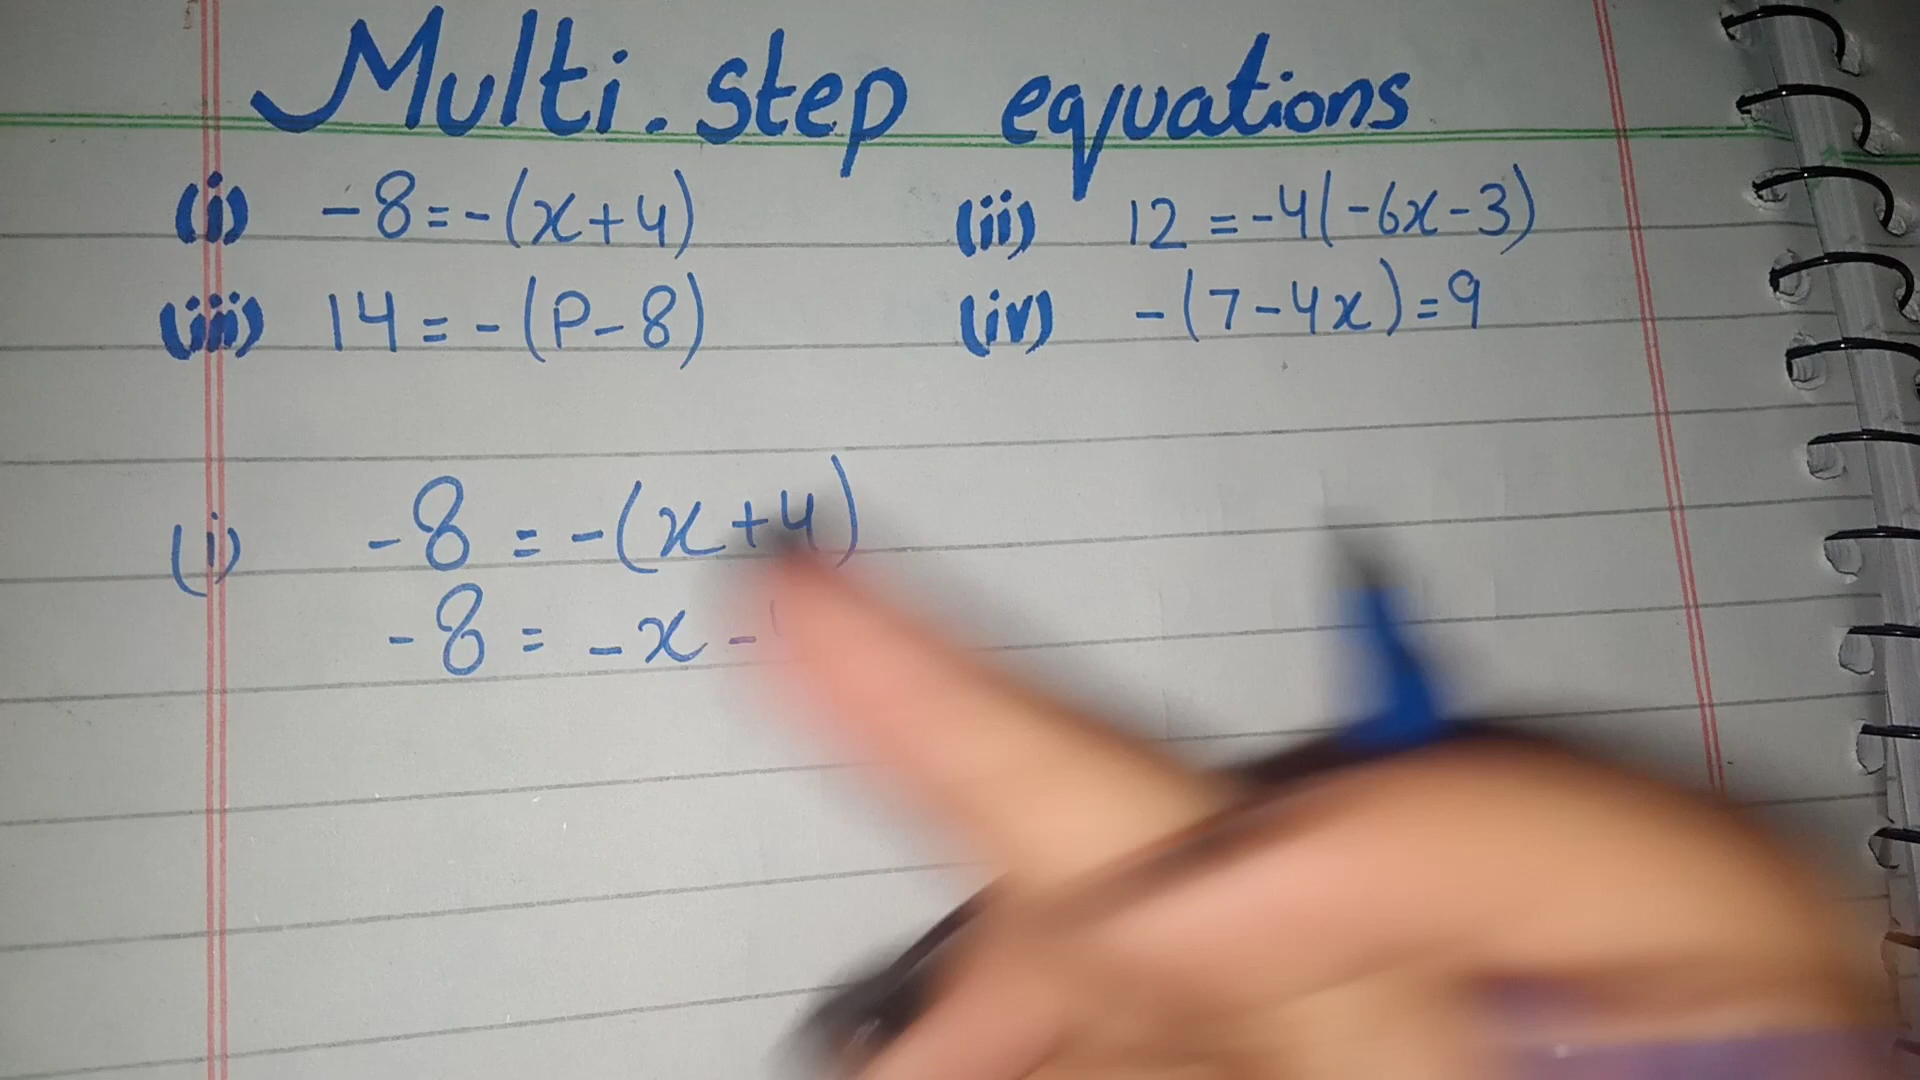 Multi-step equations
(i) -8=-(x+4) (ii) 12=-4(-6x-3)
(iii) 14=-(P-8) (iv) -(7-4x)=9
(i) -8=-(x+4)
-8=-x-